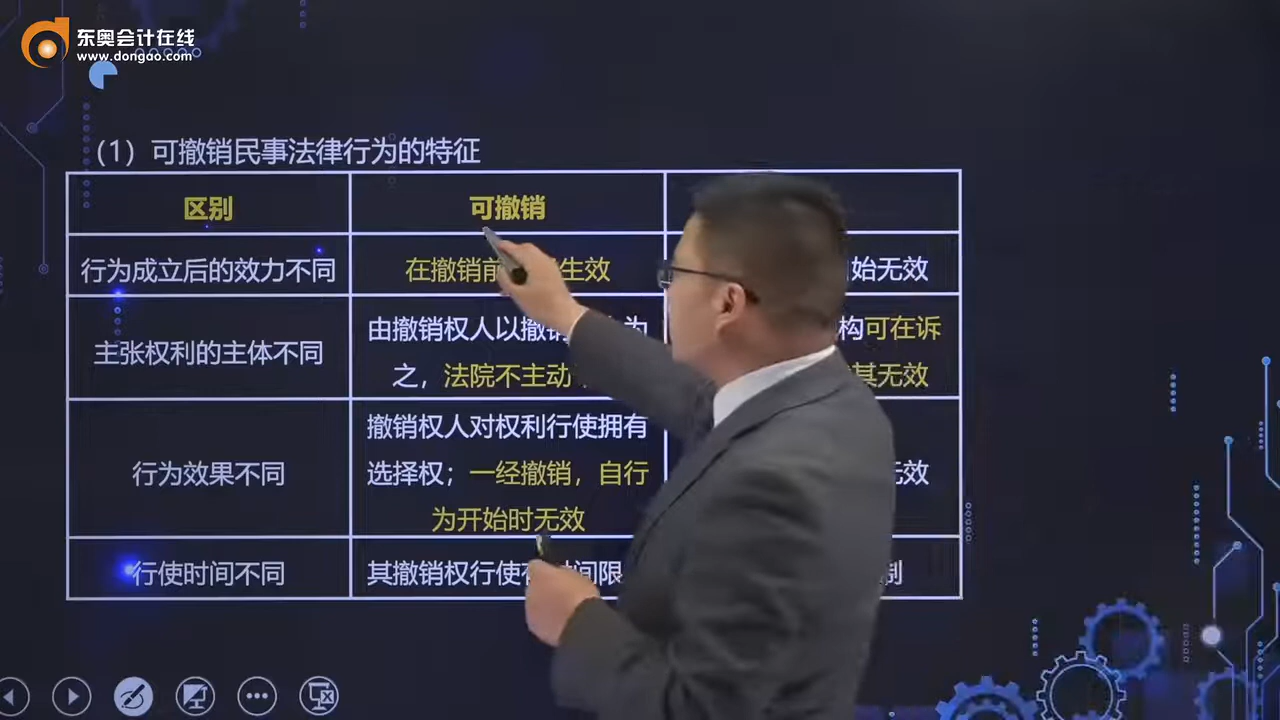 东奥会计在线
www.dongao.com
（1）可撤销民事法律行为的特征
区别
可撤销
行为成立后的效力不同
在撤销前
生效
始无效
主张权利的主体不同
由撤销权人以撤销
为
之，法院不主动
构可在诉
其无效
行为效果不同
撤销权人对权利行使拥有
选择权；一经撤销，自行
为开始时无效
无效
行使时间不同
其撤销权行使有时间限
制